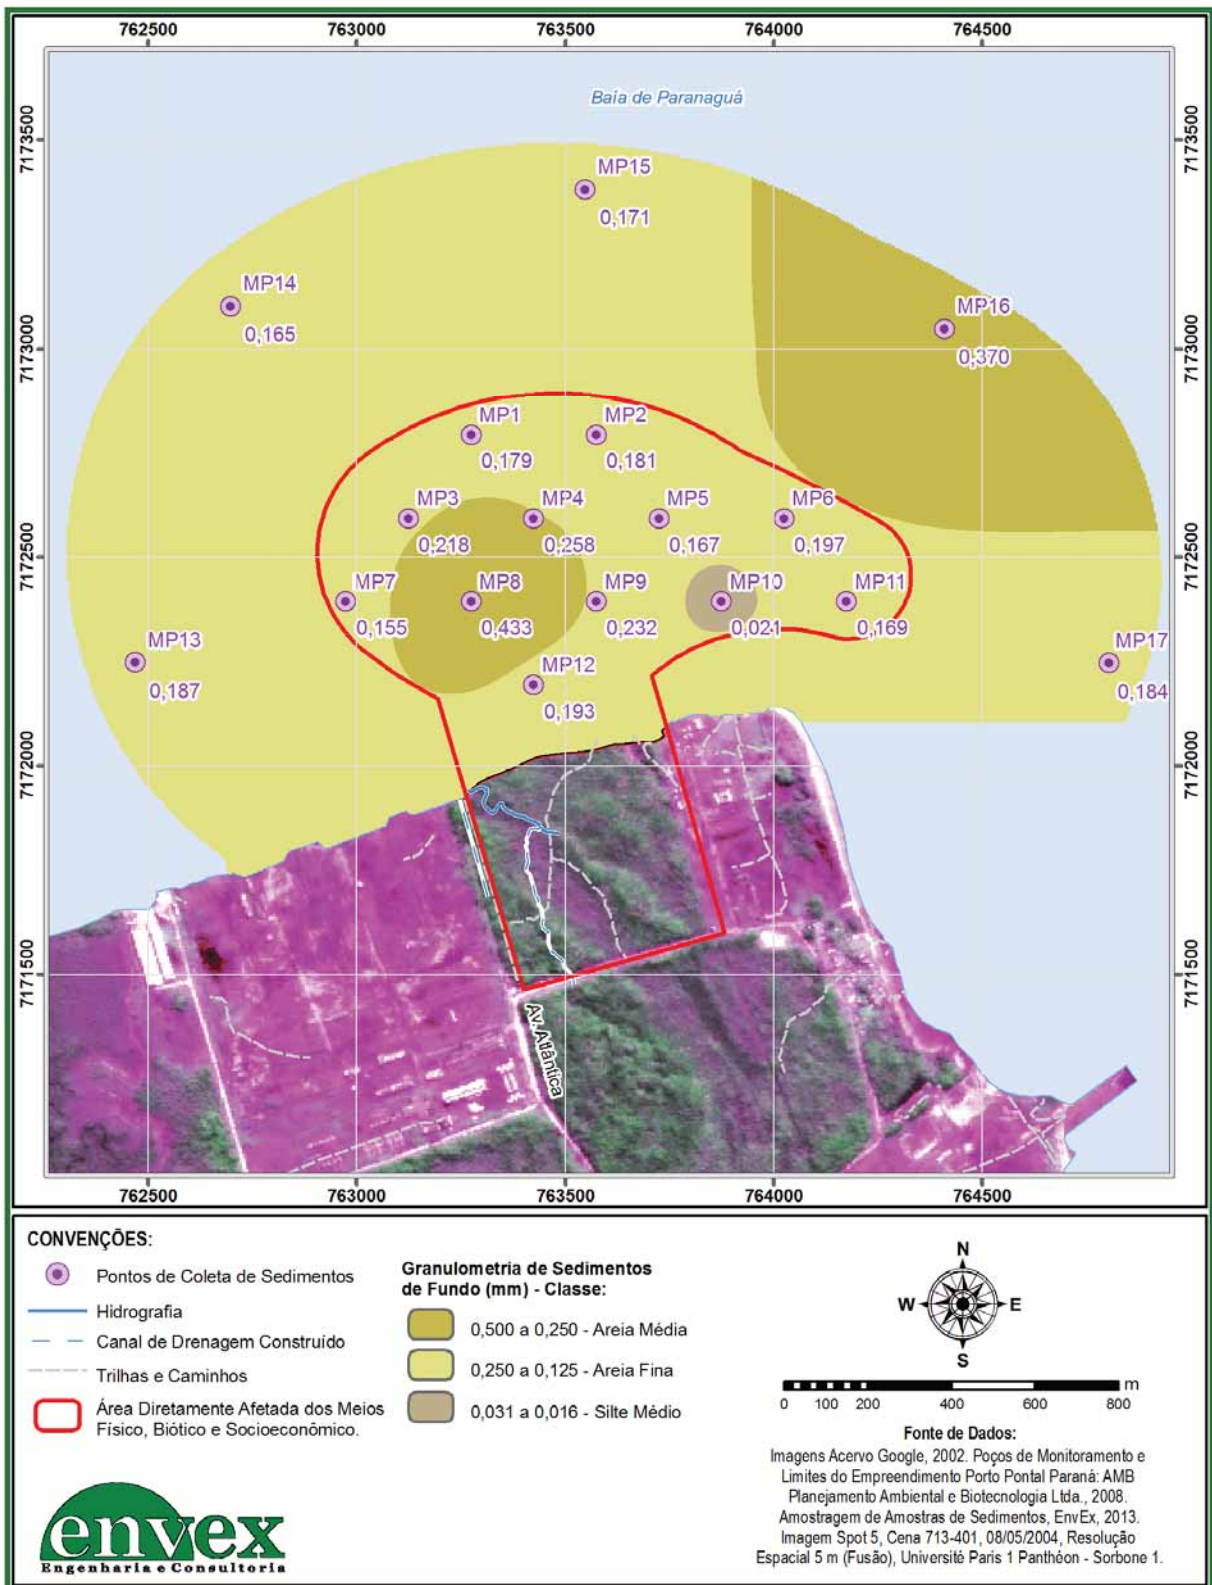 762500 763000 763500 764000 764500
Baia de Paranaguá
7173500
7173500
MP15
0,171
MP14
0,165
MP16
0,370
7173000
7173000
MP1
0,179
MP2
0,181
MP3
0,218
MP4
0,258
MP5
0,167
MP6
0,197
7172500
7172500
MP7
0,155
MP8
0,433
MP9
0,232
MP10
0,021
MP11
0,169
MP13
0,187
MP12
0,193
MP17
0,184
7172000
7172000
7171500
7171500
Av. Atlântica
762500 763000 763500 764000 764500
CONVENÇÕES:
Pontos de Coleta de Sedimentos
Hidrografia
Canal de Drenagem Construído
Trilhas e Caminhos
Área Diretamente Afetada dos Meios
Físico, Biótico e Socioeconômico.
Granulometria de Sedimentos
de Fundo (mm) - Classe:
0,500 a 0,250 - Areia Média
0,250 a 0,125 - Areia Fina
0,031 a 0,016 - Silte Médio
N
W E
S
m
0 100 200 400 600 800
Fonte de Dados:
Imagens Acervo Google, 2002. Poços de Monitoramento e
Limites do Empreendimento Porto Pontal Paraná: AMB
Planejamento Ambiental e Biotecnologia Ltda., 2008.
Amostragem de Amostras de Sedimentos, EnvEx, 2013.
Imagem Spot 5, Cena 713-401, 08/05/2004, Resolução
Espacial 5 m (Fusão), Université Paris 1 Panthéon - Sorbone 1.
envex
Engenharia e Consultoria